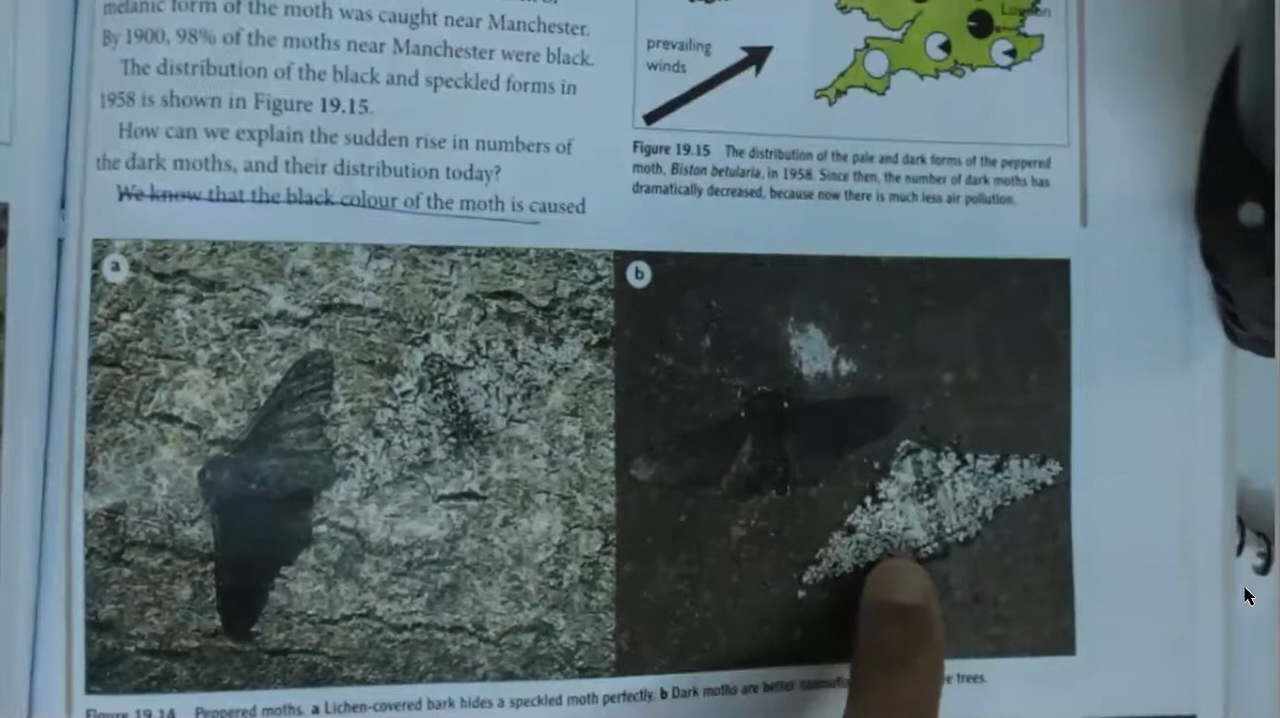 melanic form of the moth was caught near Manchester.
By 1900, 98% of the moths near Manchester were black.
The distribution of the black and speckled forms in
1958 is shown in Figure 19.15.
How can we explain the sudden rise in numbers of
the dark moths, and their distribution today?
We know that the black colour of the moth is caused
prevailing
winds
London
Figure 19.15 The distribution of the pale and dark forms of the peppered
moth, Biston betularia, in 1958. Since then, the number of dark moths has
dramatically decreased, because now there is much less air pollution.
a
b
Figure 19.14 Peppered moths. a Lichen-covered bark hides a speckled moth perfectly. b Dark moths are better trees.